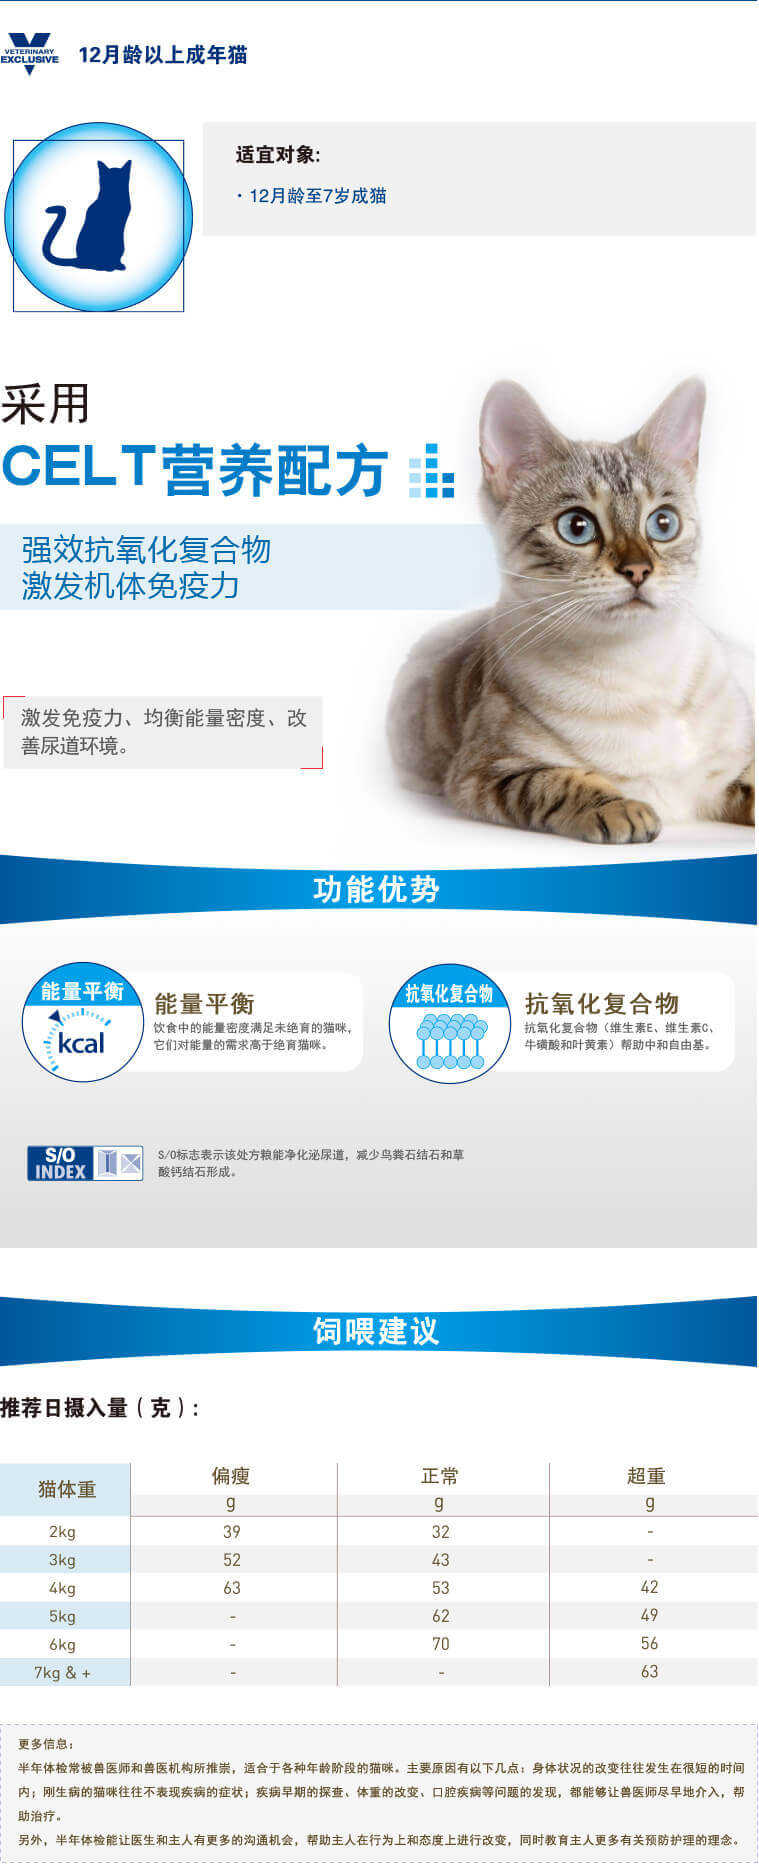 VETERINARY
EXCLUSIVE
12月龄以上成年猫
适宜对象:
· 12月龄至7岁成猫
采用
CELT营养配方
强效抗氧化复合物
激发机体免疫力
激发免疫力、均衡能量密度、改
善尿道环境。
功能优势
能量平衡
kcal
能量平衡
饮食中的能量密度满足未绝育的猫咪，
它们对能量的需求高于绝育猫咪。
抗氧化复合物
抗氧化复合物
抗氧化复合物（维生素E、维生素C、
牛磺酸和叶黄素）帮助中和自由基。
S/O
INDEX
S/O标志表示该处方粮能净化泌尿道，减少鸟粪石结石和草
酸钙结石形成。
饲喂建议
推荐日摄入量（克）:
猫体重 偏瘦 正常 超重
g g g
2kg 39 32 -
3kg 52 43 -
4kg 63 53 42
5kg - 62 49
6kg - 70 56
7kg & + - - 63
更多信息：
半年体检常被兽医师和兽医机构所推崇，适合于各种年龄阶段的猫咪。主要原因有以下几点：身体状况的改变往往发生在很短的时间
内；刚生病的猫咪往往不表现疾病的症状；疾病早期的探查、体重的改变、口腔疾病等问题的发现，都能够让兽医师尽早地介入，帮
助治疗。
另外，半年体检能让医生和主人有更多的沟通机会，帮助主人在行为上和态度上进行改变，同时教育主人更多有关预防护理的理念。